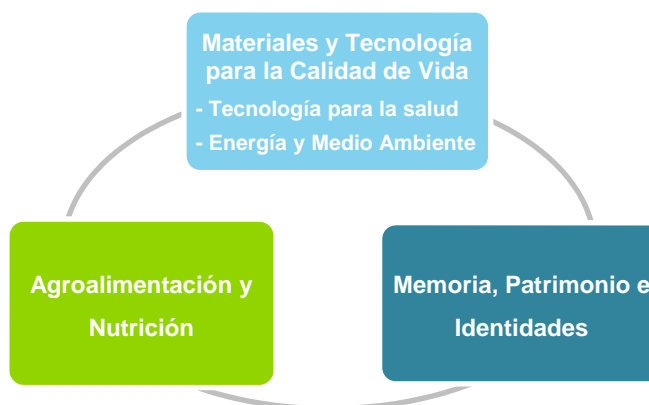 Materiales y Tecnología
para la Calidad de Vida
- Tecnología para la salud
- Energía y Medio Ambiente
Agroalimentación y
Nutrición
Memoria, Patrimonio e
Identidades